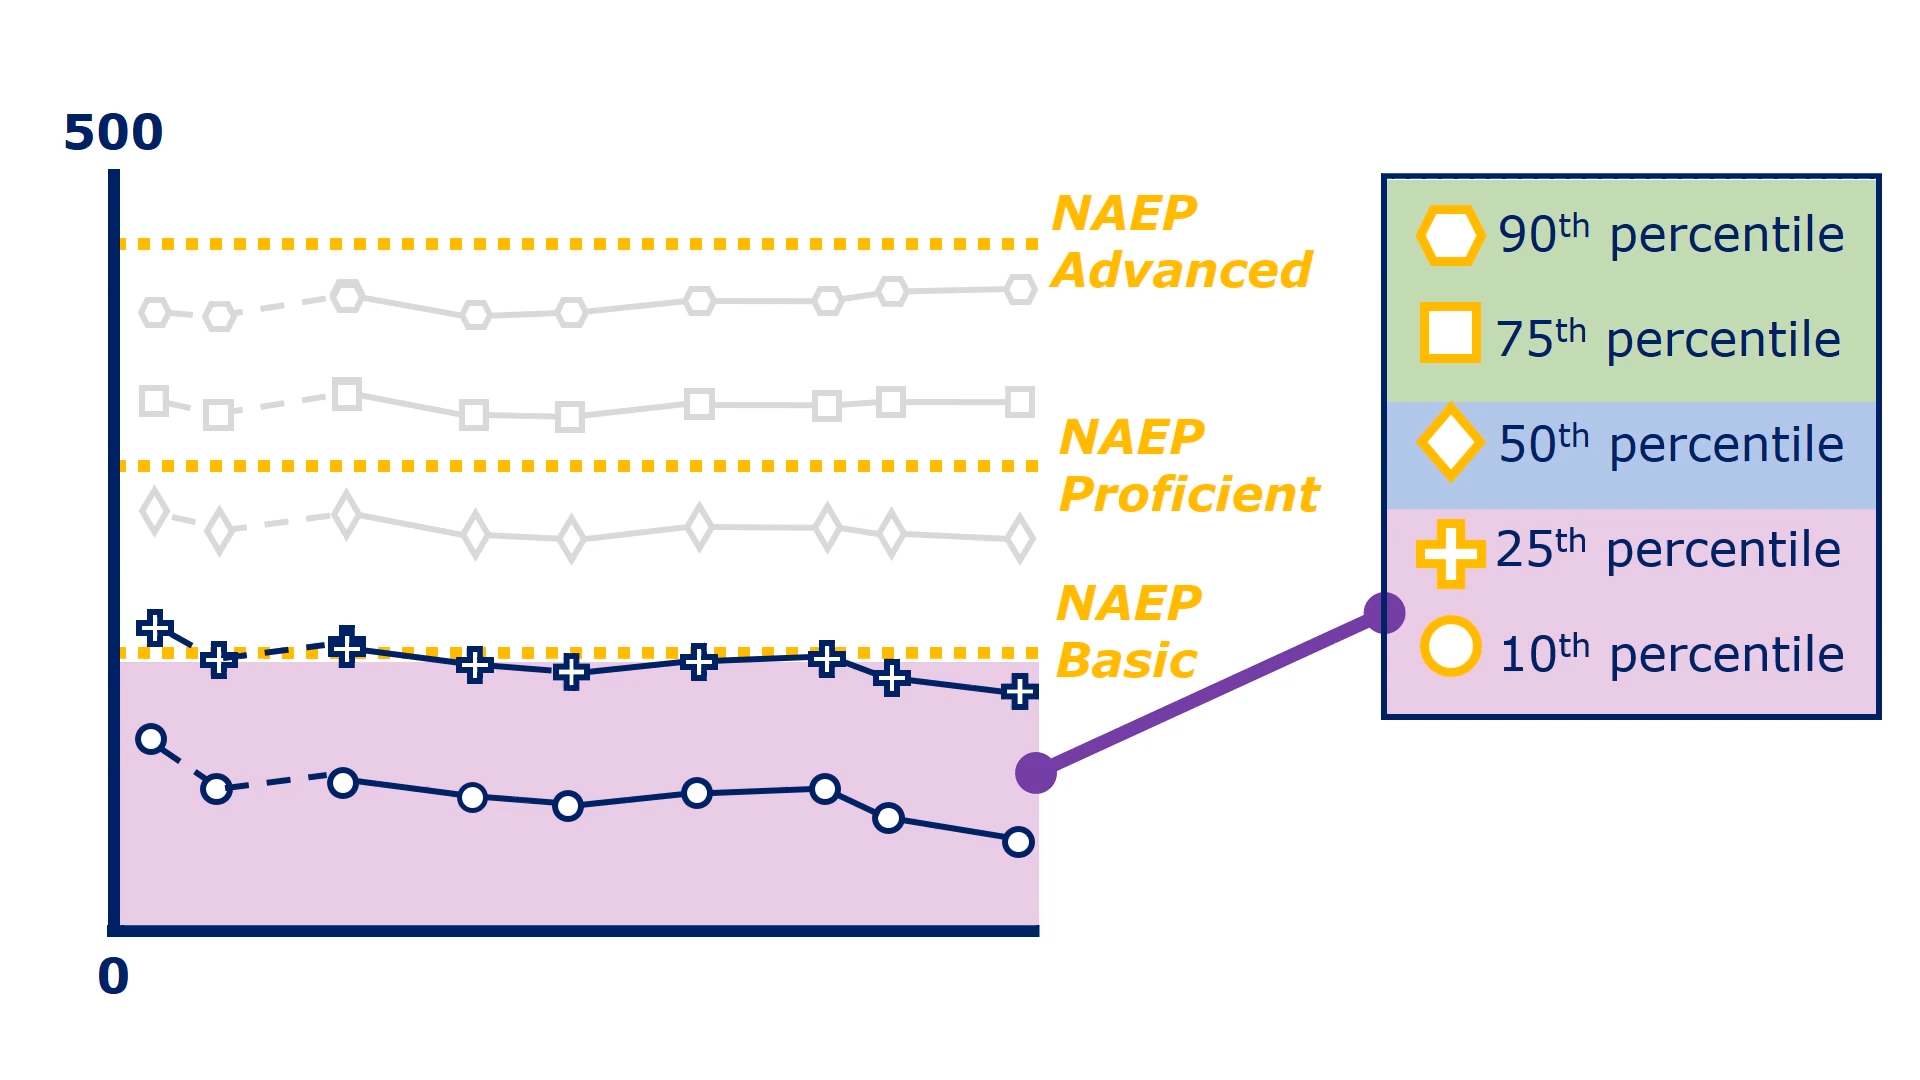 500
NAEP
Advanced
NAEP
Proficient
NAEP
Basic
0
90th percentile
75th percentile
50th percentile
25th percentile
10th percentile